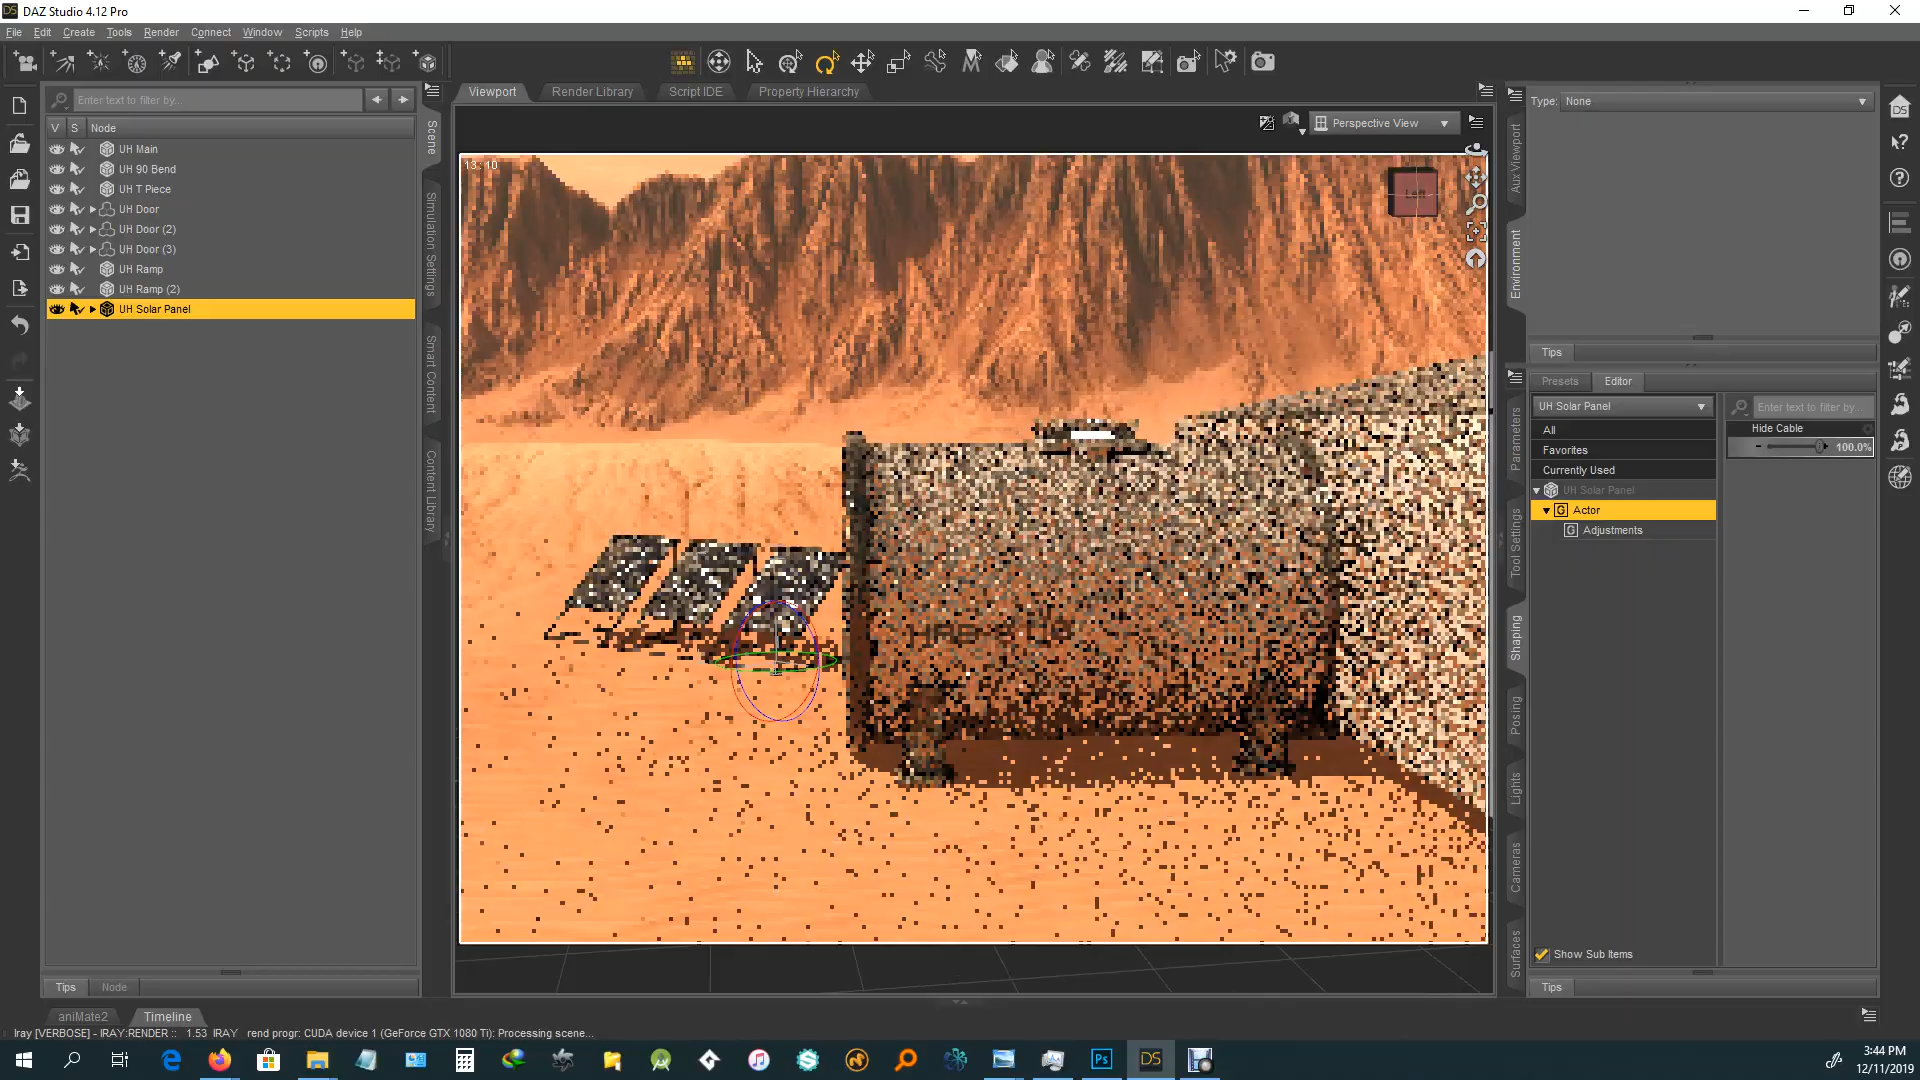 DAZ Studio 4.12 Pro
File Edit Create Tools Render Connect Window Scripts Help
Viewport Render Library Script IDE Property Hierarchy
Enter text to filter by...
V S Node
UH Main
UH 90 Bend
UH T Piece
UH Door
UH Door (2)
UH Door (3)
UH Ramp
UH Ramp (2)
UH Solar Panel
Scene
Simulation Settings
Smart Content
Content Library
Perspective View
13 : 10
Type: None
Aux Viewport
Environment
Tips
Presets Editor
UH Solar Panel
Enter text to filter by...
All
Favorites
Currently Used
UH Solar Panel
Actor
Adjustments
Hide Cable
100.0%
Parameters
Tool Settings
Shaping
Posing
Lights
Cameras
Surfaces
Show Sub Items
Tips
Tips Node
aniMate2 Timeline
Iray [VERBOSE] - IRAY:RENDER :: 1.53 IRAY rend progr: CUDA device 1 (GeForce GTX 1080 Ti): Processing scene...
Ps
DS
3:44 PM
12/11/2019